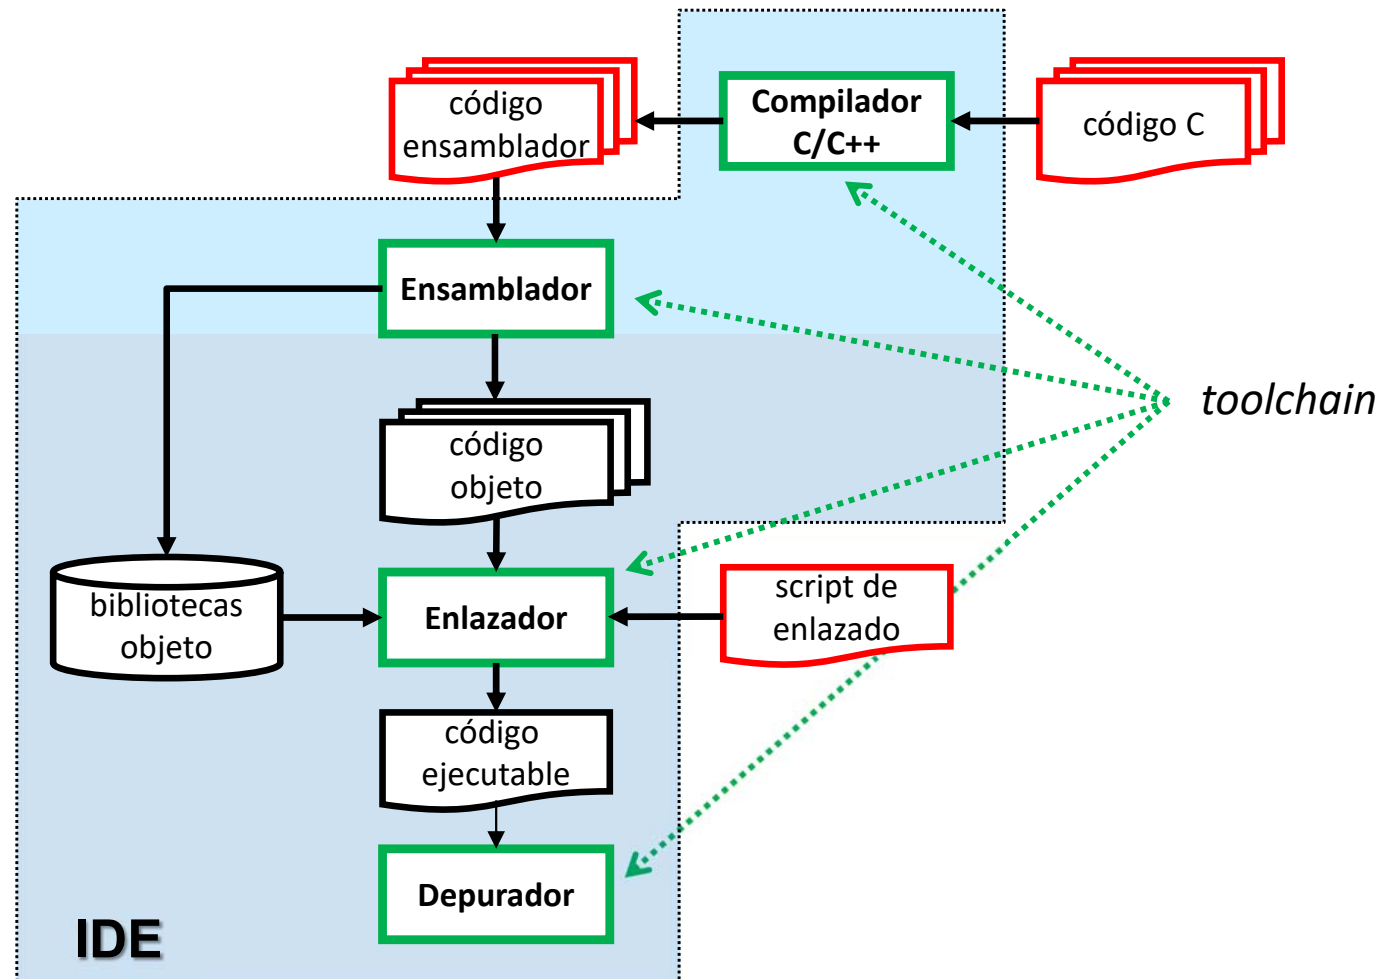 código
ensamblador
Compilador
C/C++
código C
Ensamblador
toolchain
código
objeto
bibliotecas
objeto
Enlazador
script de
enlazado
código
ejecutable
Depurador
IDE